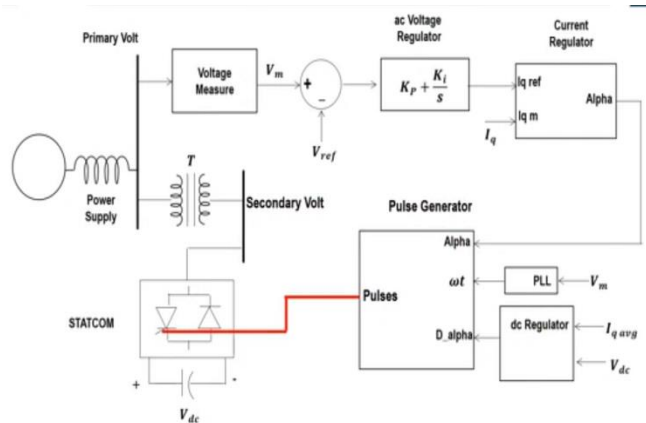 Primary Volt
Voltage
Measure
V_m
+
−
V_ref
ac Voltage
Regulator
K_P + K_i/s
Current
Regulator
Iq ref
Iq m
Alpha
I_q
Power
Supply
T
Secondary Volt
Pulse Generator
Alpha
Pulses
ωt
PLL
V_m
D_alpha
dc Regulator
I_q avg
V_dc
STATCOM
+
-
V_dc